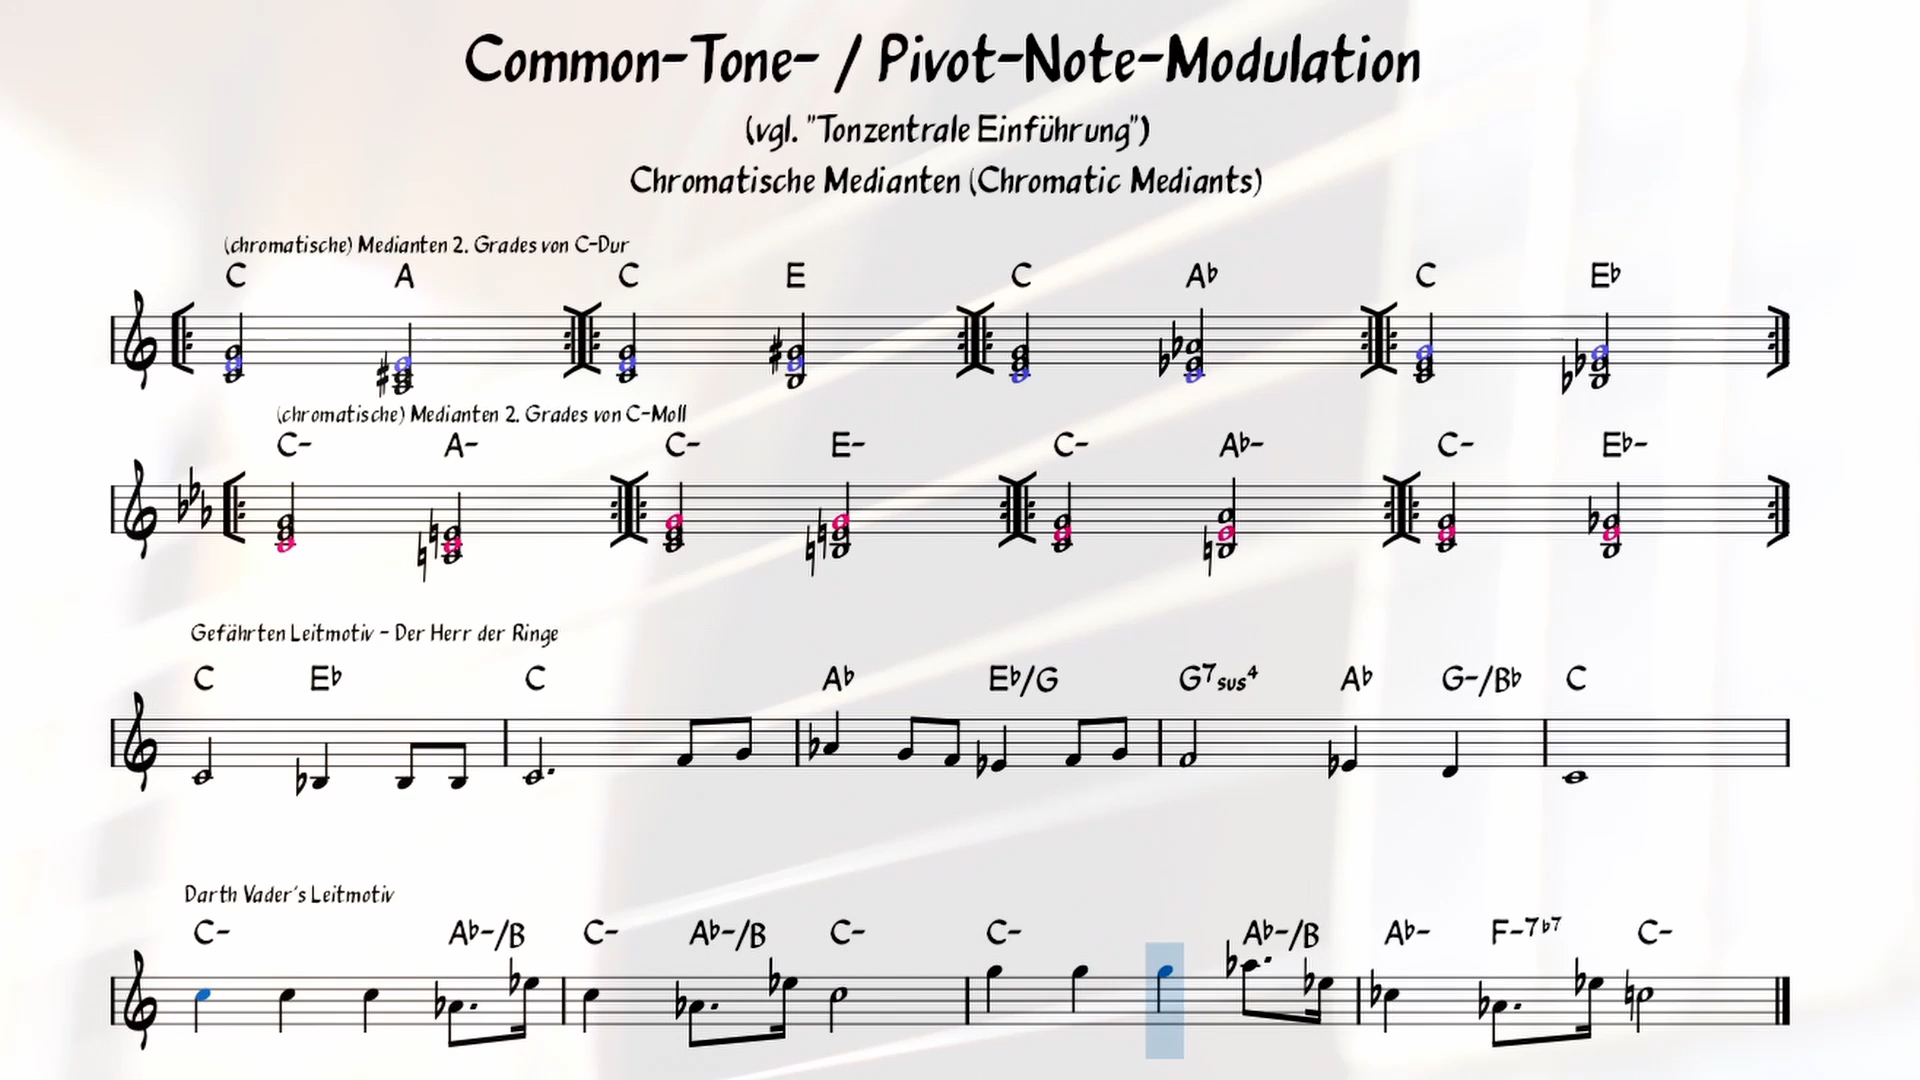 Common-Tone- / Pivot-Note-Modulation
(vgl. "Tonzentrale Einführung")
Chromatische Medianten (Chromatic Mediants)
(chromatische) Medianten 2. Grades von C-Dur
C A C E C A♭ C E♭
(chromatische) Medianten 2. Grades von C-Moll
C- A- C- E- C- A♭- C- E♭-
Gefährten Leitmotiv - Der Herr der Ringe
C E♭ C A♭ E♭/G G7sus4 A♭ G-/B♭ C
Darth Vader's Leitmotiv
C- A♭-/B C- A♭-/B C- C- A♭-/B A♭- F-7♭7 C-